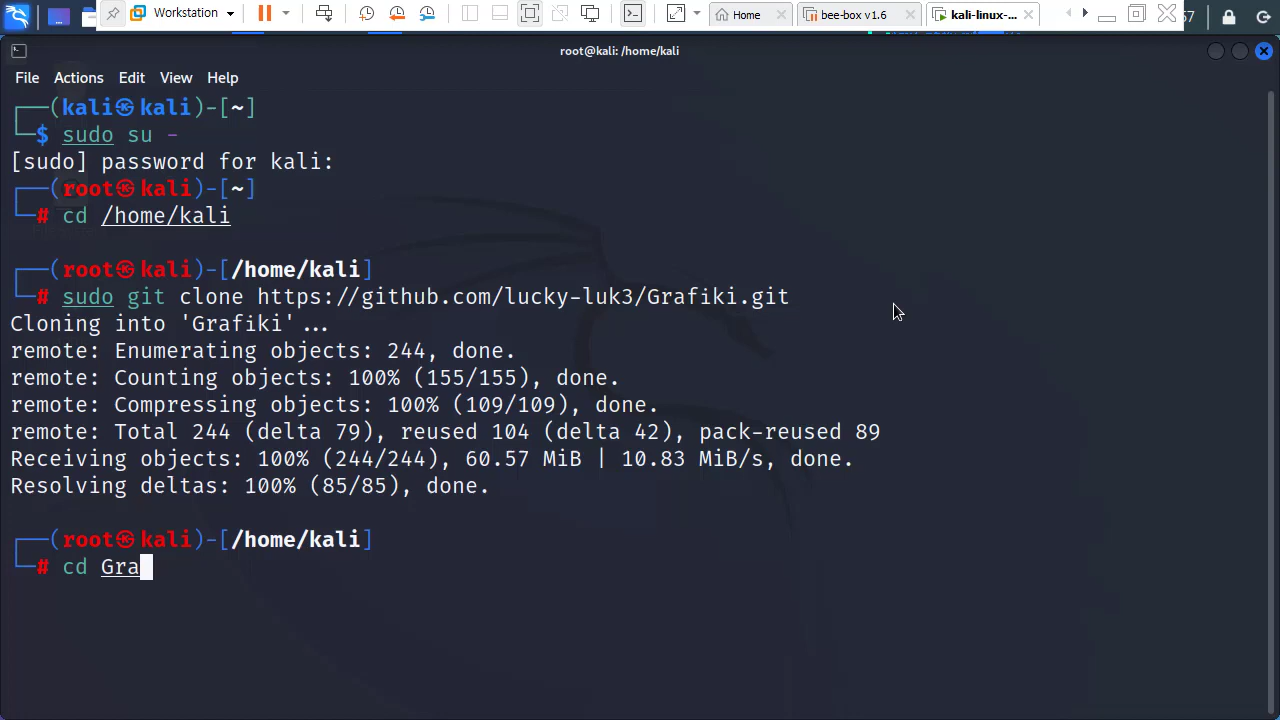 Workstation
Home
bee-box v1.6
kali-linux-...
57
root@kali: /home/kali
File Actions Edit View Help
┌──(kali㉿kali)-[~]
└─$ sudo su -
[sudo] password for kali:
┌──(root㉿kali)-[~]
└─# cd /home/kali
┌──(root㉿kali)-[/home/kali]
└─# sudo git clone https://github.com/lucky-luk3/Grafiki.git
Cloning into 'Grafiki'...
remote: Enumerating objects: 244, done.
remote: Counting objects: 100% (155/155), done.
remote: Compressing objects: 100% (109/109), done.
remote: Total 244 (delta 79), reused 104 (delta 42), pack-reused 89
Receiving objects: 100% (244/244), 60.57 MiB | 10.83 MiB/s, done.
Resolving deltas: 100% (85/85), done.
┌──(root㉿kali)-[/home/kali]
└─# cd Gra